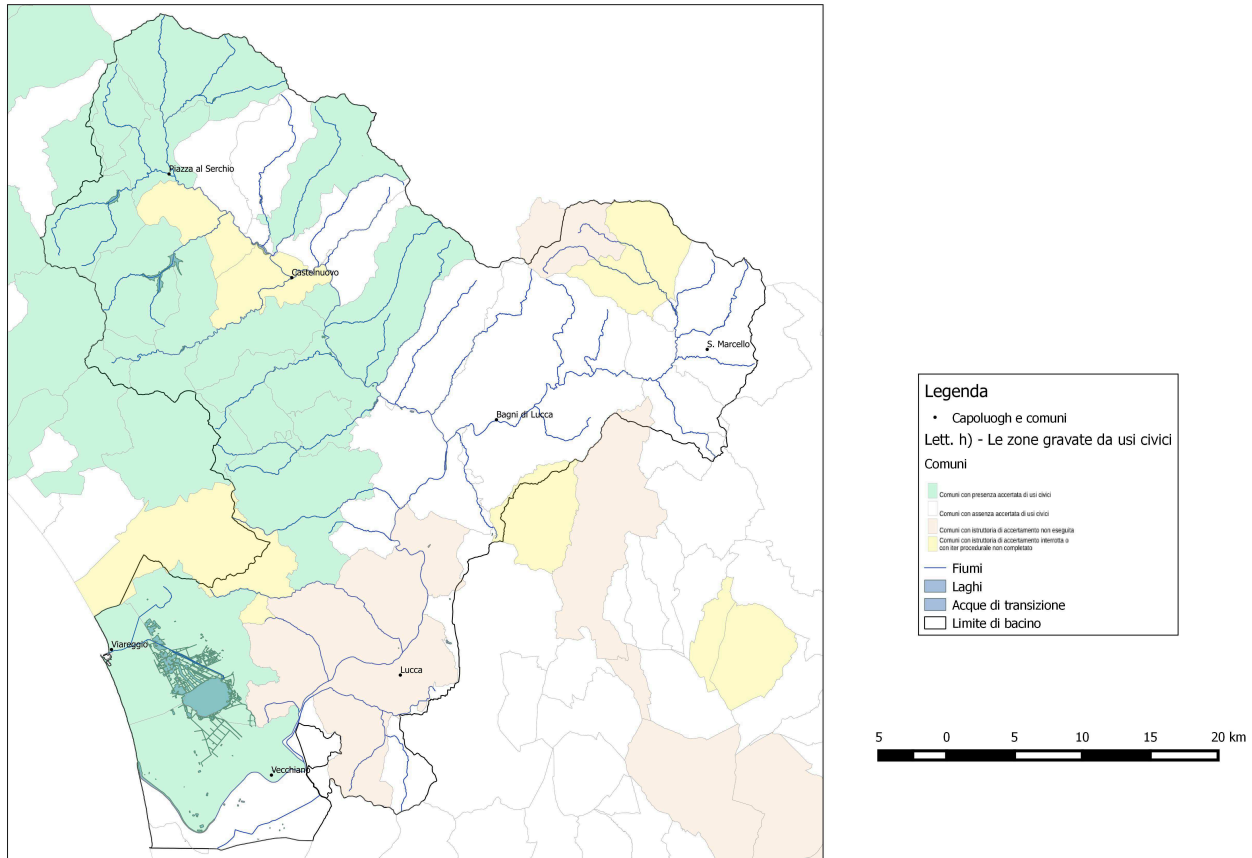 Piazza al Serchio
Castelnuovo
S. Marcello
Bagni di Lucca
Viareggio
Lucca
Vecchiano
Legenda
Capoluogh e comuni
Lett. h) - Le zone gravate da usi civici
Comuni
Comuni con presenza accertata di usi civici
Comuni con assenza accertata di usi civici
Comuni con istruttoria di accertamento non eseguita
Comuni con istruttoria di accertamento interrotta o
con iter procedurale non completato
Fiumi
Laghi
Acque di transizione
Limite di bacino
5 0 5 10 15 20 km